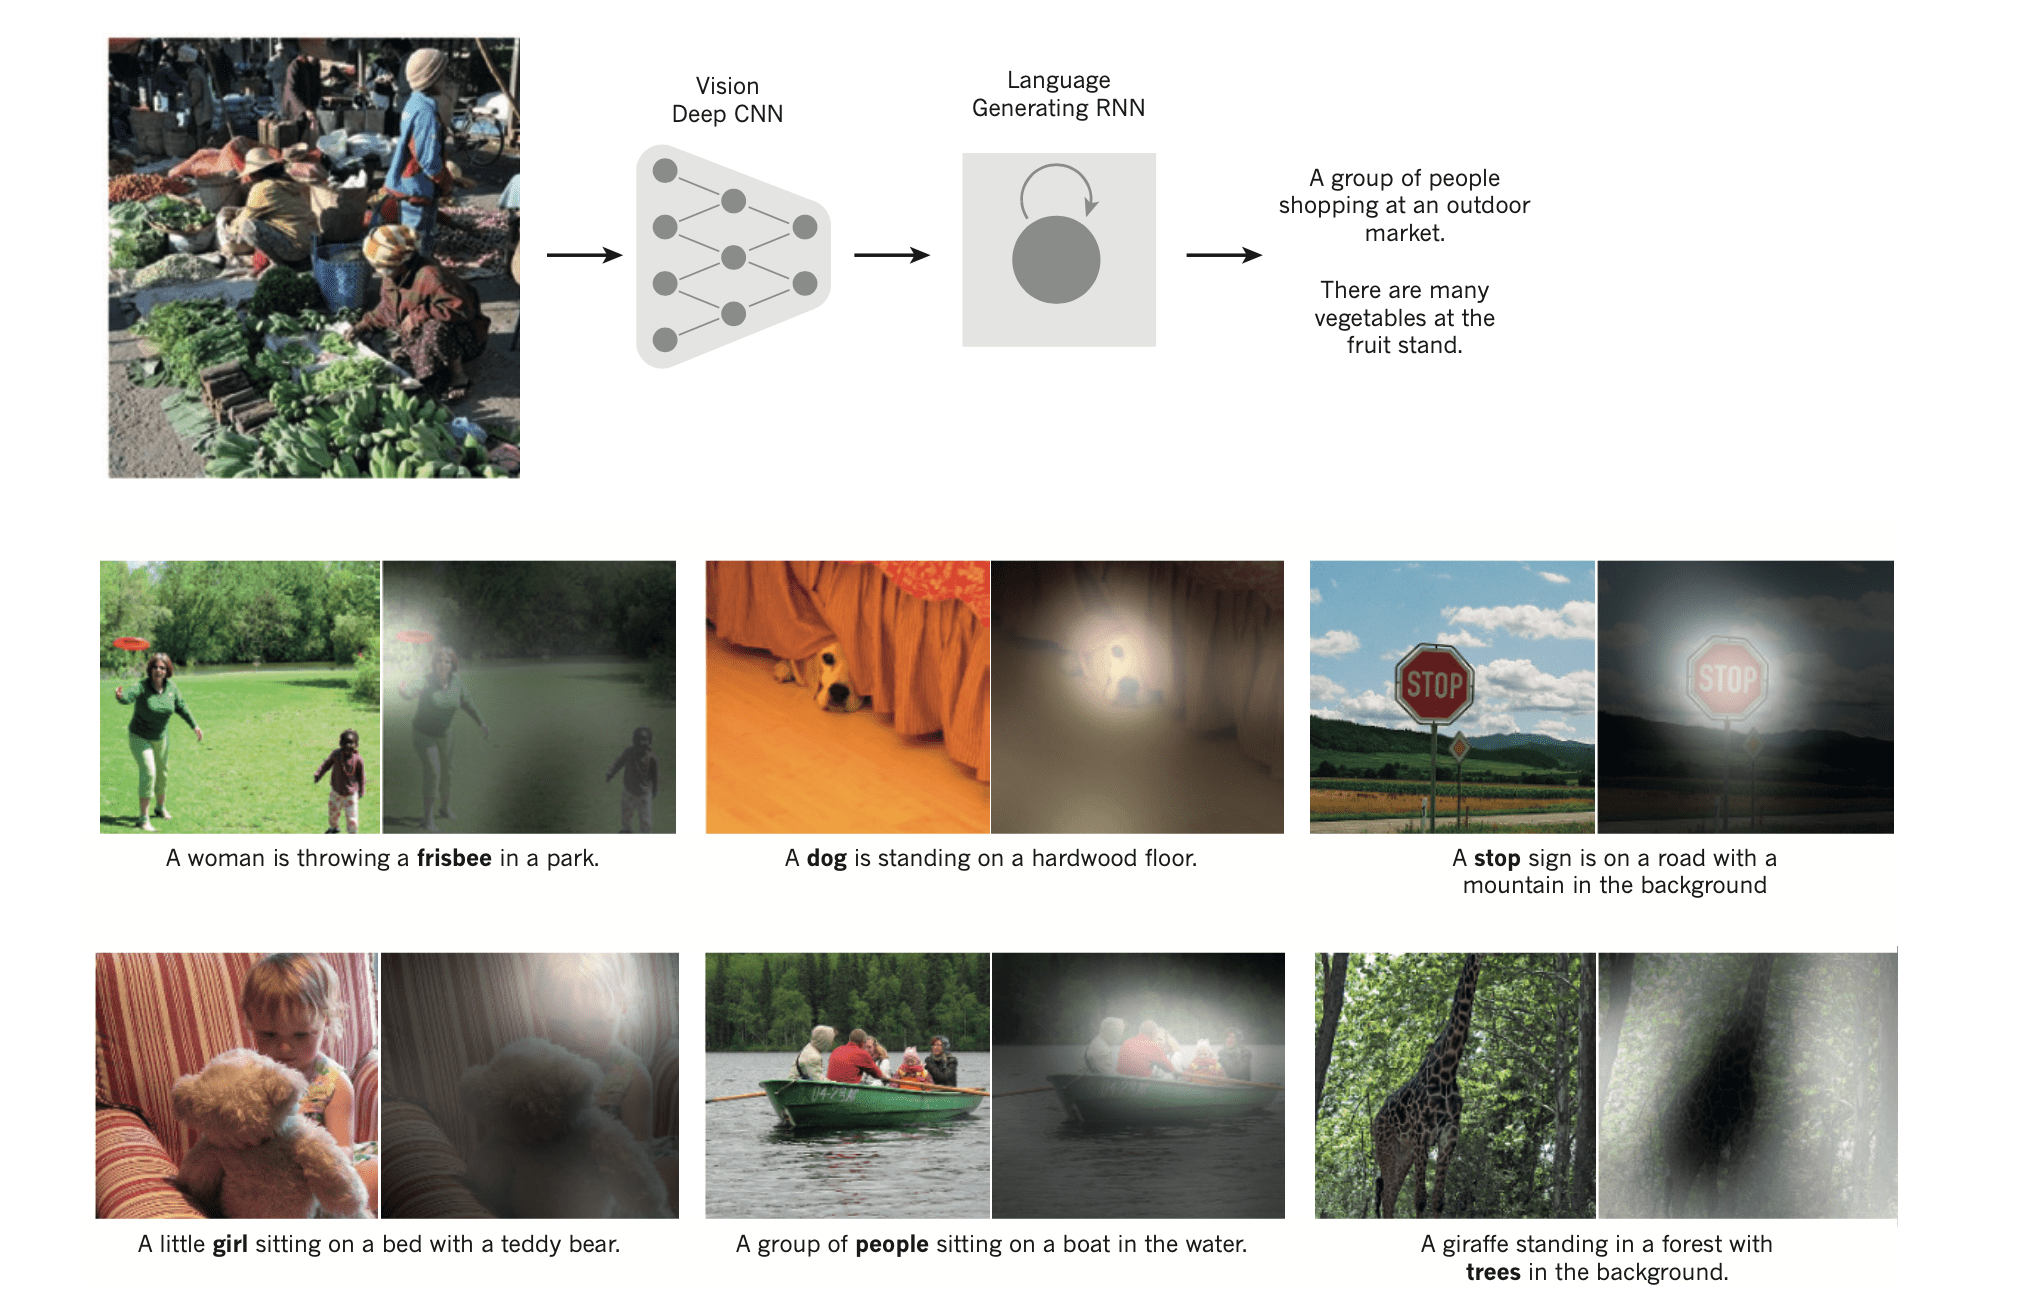 Vision
Deep CNN
Language
Generating RNN
A group of people
shopping at an outdoor
market.
There are many
vegetables at the
fruit stand.
STOP
STOP
A woman is throwing a frisbee in a park.
A dog is standing on a hardwood floor.
A stop sign is on a road with a
mountain in the background
A little girl sitting on a bed with a teddy bear.
A group of people sitting on a boat in the water.
A giraffe standing in a forest with
trees in the background.